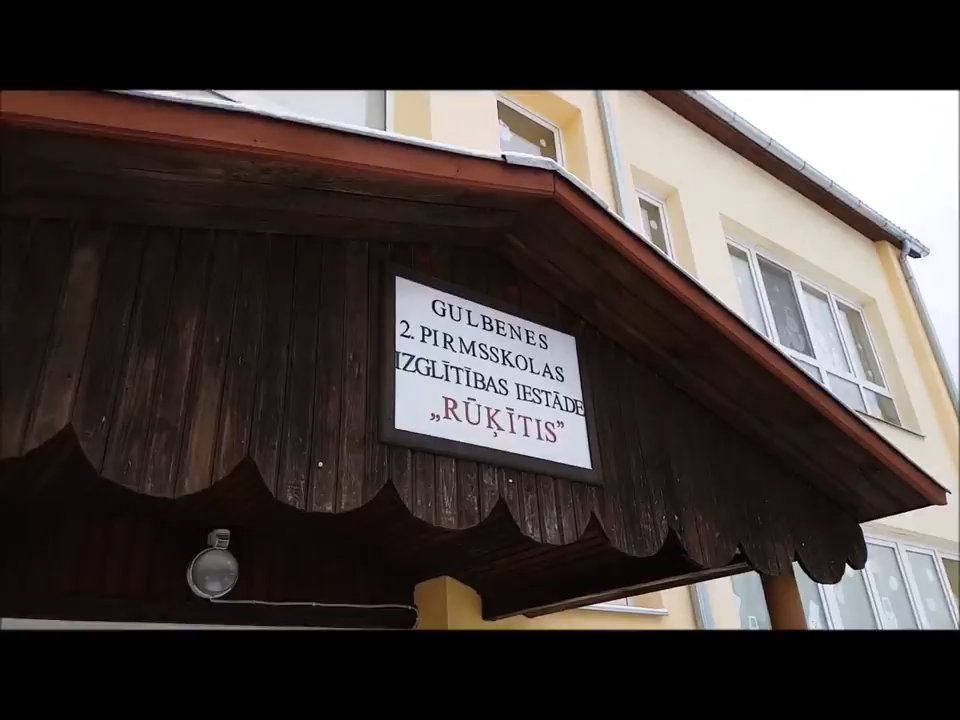 GULBENES
2. PIRMSSKOLAS
IZGLĪTĪBAS IESTĀDE
„RŪĶĪTIS”